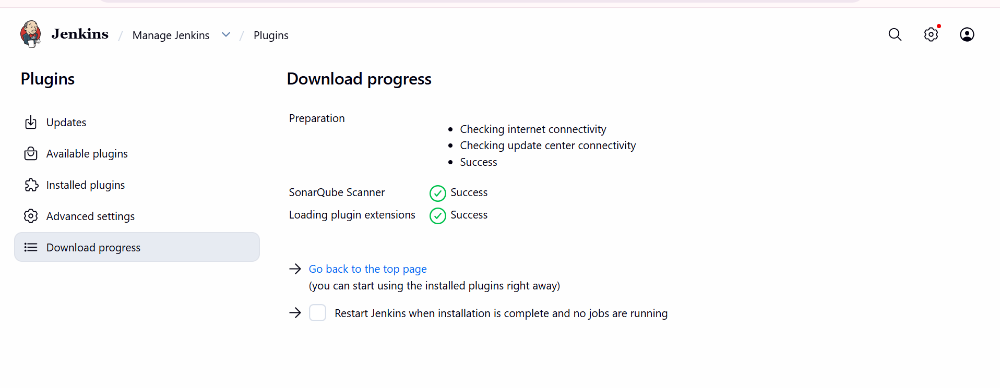 Jenkins / Manage Jenkins / Plugins
Plugins
Updates
Available plugins
Installed plugins
Advanced settings
Download progress
Download progress
Preparation
• Checking internet connectivity
• Checking update center connectivity
• Success
SonarQube Scanner Success
Loading plugin extensions Success
→ Go back to the top page
(you can start using the installed plugins right away)
→ Restart Jenkins when installation is complete and no jobs are running